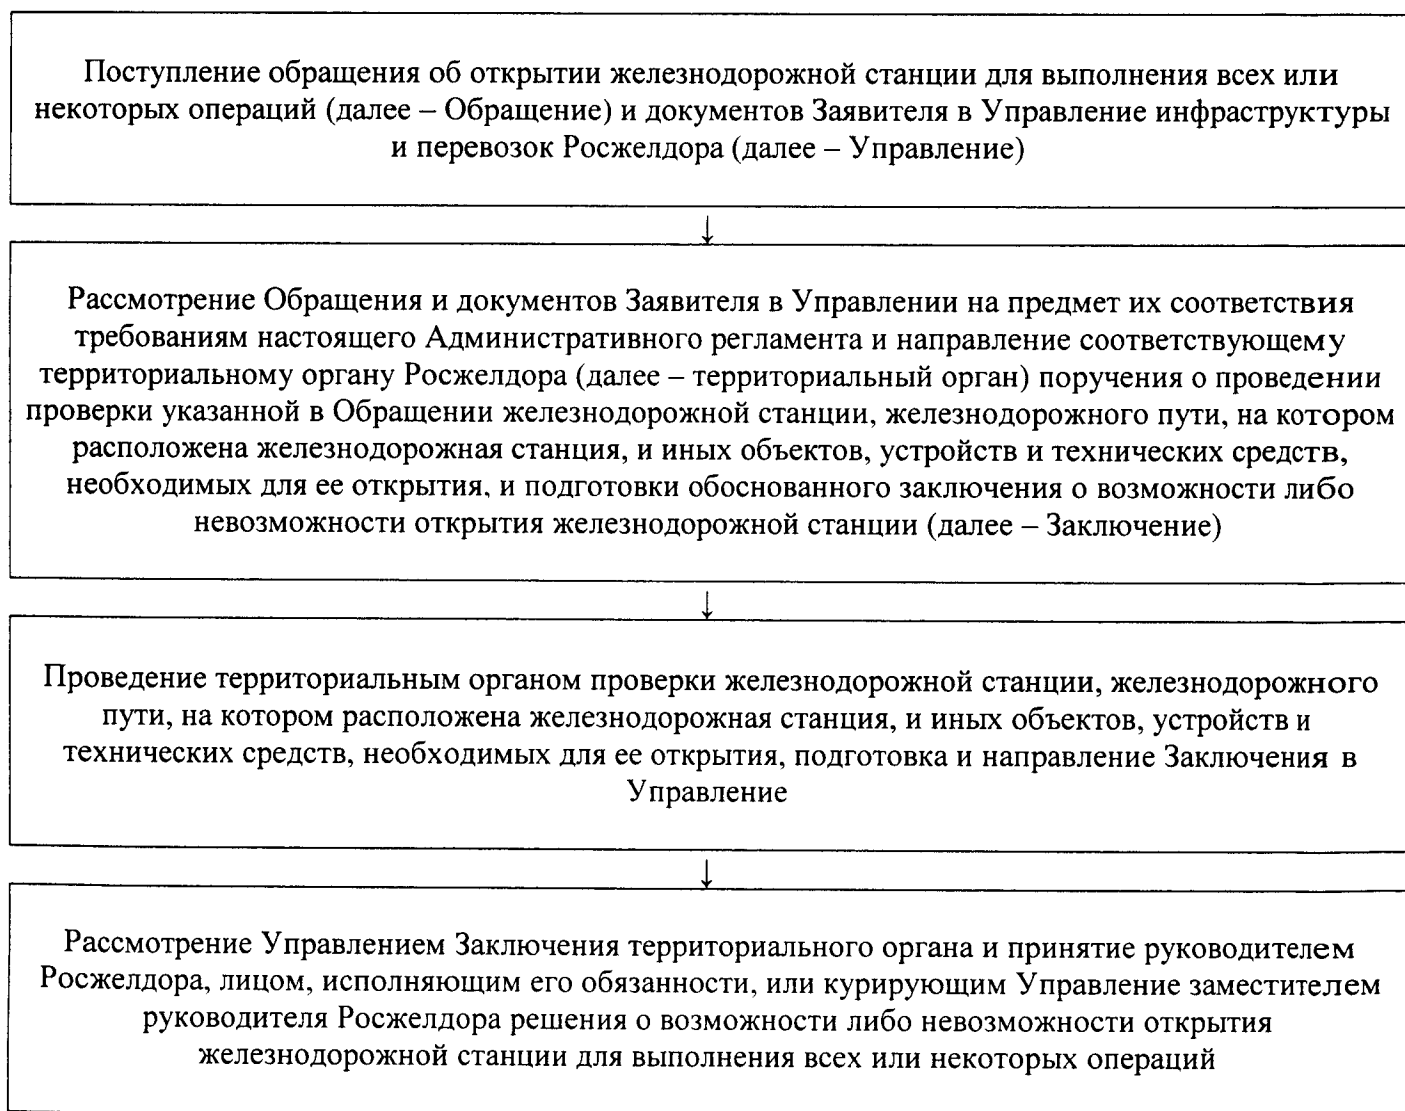 Поступление обращения об открытии железнодорожной станции для выполнения всех или
некоторых операций (далее – Обращение) и документов Заявителя в Управление инфраструктуры
и перевозок Росжелдора (далее – Управление)
↓
Рассмотрение Обращения и документов Заявителя в Управлении на предмет их соответствия
требованиям настоящего Административного регламента и направление соответствующему
территориальному органу Росжелдора (далее – территориальный орган) поручения о проведении
проверки указанной в Обращении железнодорожной станции, железнодорожного пути, на котором
расположена железнодорожная станция, и иных объектов, устройств и технических средств,
необходимых для ее открытия, и подготовки обоснованного заключения о возможности либо
невозможности открытия железнодорожной станции (далее – Заключение)
↓
Проведение территориальным органом проверки железнодорожной станции, железнодорожного
пути, на котором расположена железнодорожная станция, и иных объектов, устройств и
технических средств, необходимых для ее открытия, подготовка и направление Заключения в
Управление
↓
Рассмотрение Управлением Заключения территориального органа и принятие руководителем
Росжелдора, лицом, исполняющим его обязанности, или курирующим Управление заместителем
руководителя Росжелдора решения о возможности либо невозможности открытия
железнодорожной станции для выполнения всех или некоторых операций